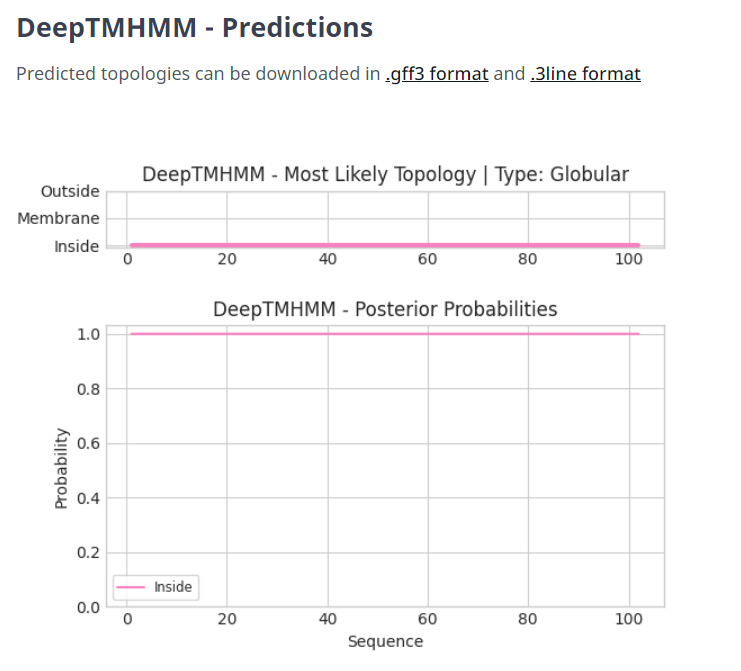 DeepTMHMM - Predictions
Predicted topologies can be downloaded in .gff3 format and .3line format
DeepTMHMM - Most Likely Topology | Type: Globular
Outside
Membrane
Inside
0 20 40 60 80 100
DeepTMHMM - Posterior Probabilities
1.0
0.8
0.6
0.4
0.2
0.0
Probability
Inside
0 20 40 60 80 100
Sequence